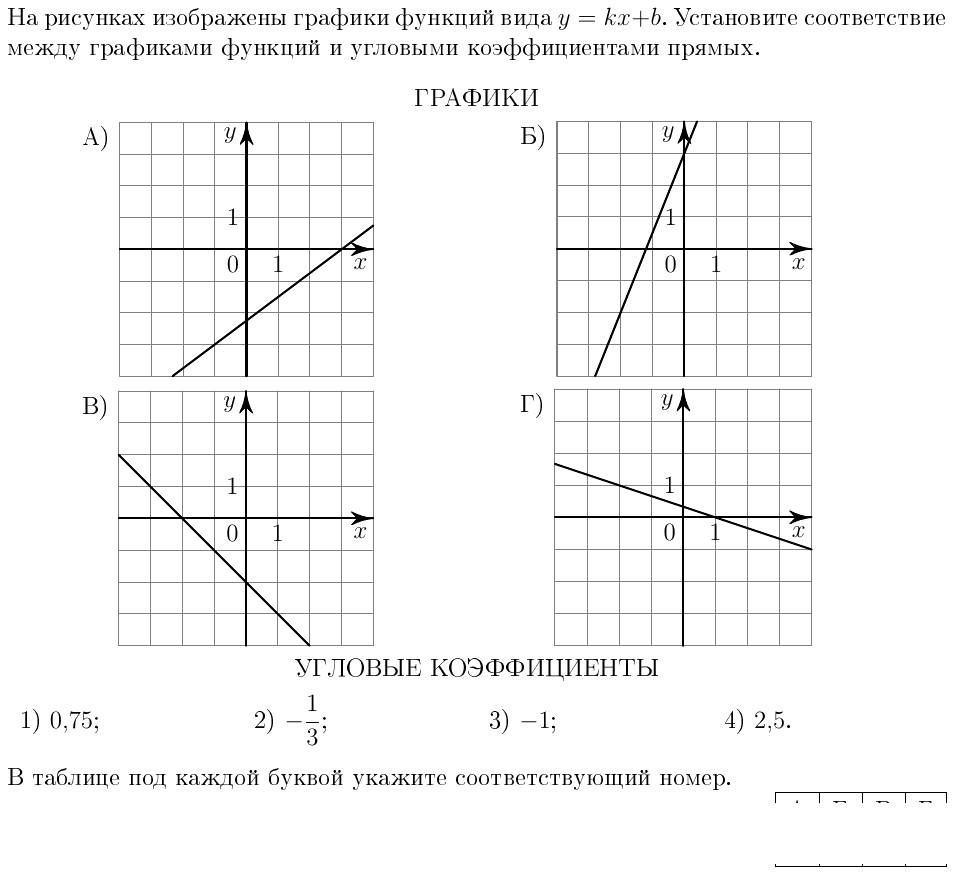 На рисунках изображены графики функций вида y = kx+b. Установите соответствие
между графиками функций и угловыми коэффициентами прямых.
ГРАФИКИ
А) y 1 0 1 x
Б) y 1 0 1 x
В) y 1 0 1 x
Г) y 1 0 1 x
УГЛОВЫЕ КОЭФФИЦИЕНТЫ
1) 0,75; 2) −1/3; 3) −1; 4) 2,5.
В таблице под каждой буквой укажите соответствующий номер.